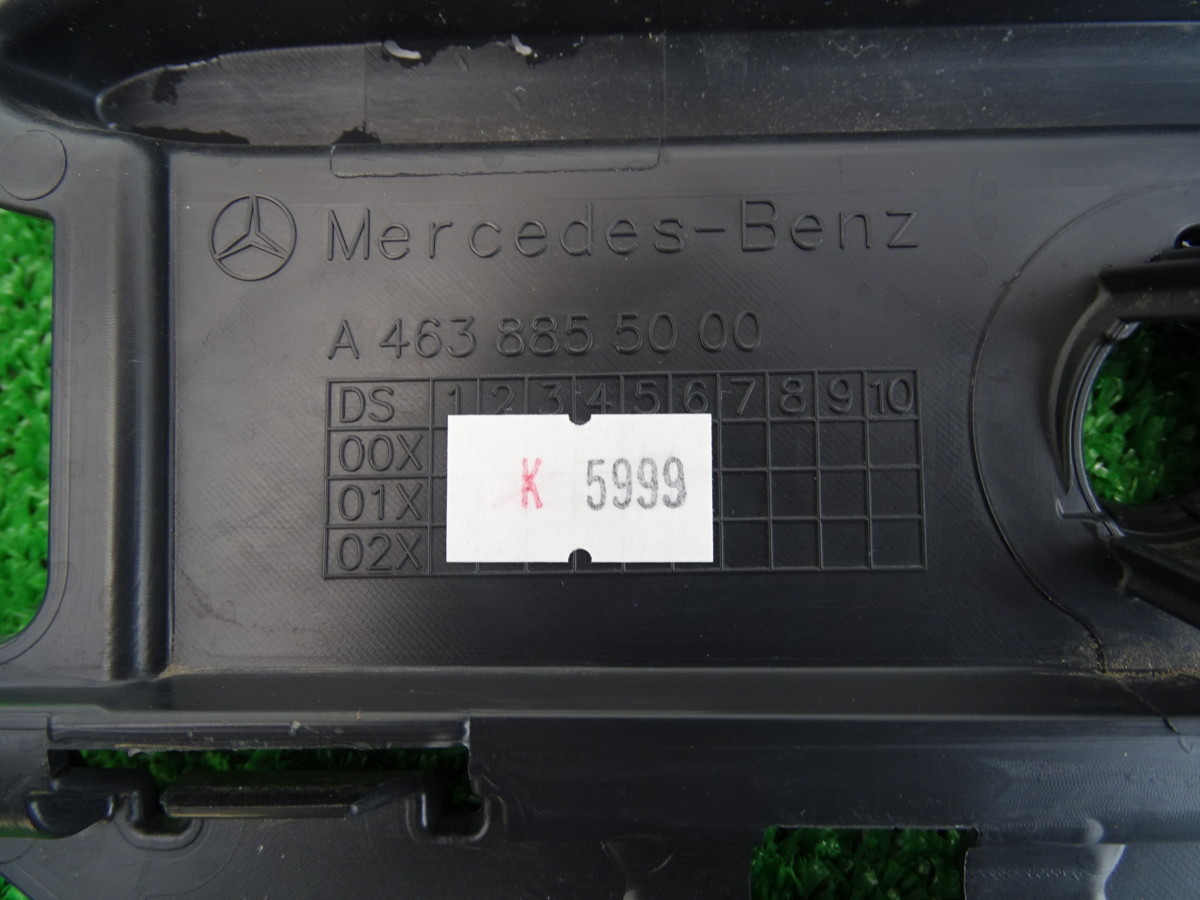 Mercedes-Benz
A 463 885 50 00
DS 1 2 3 4 5 6 7 8 9 10
00X
01X
02X
K 5999